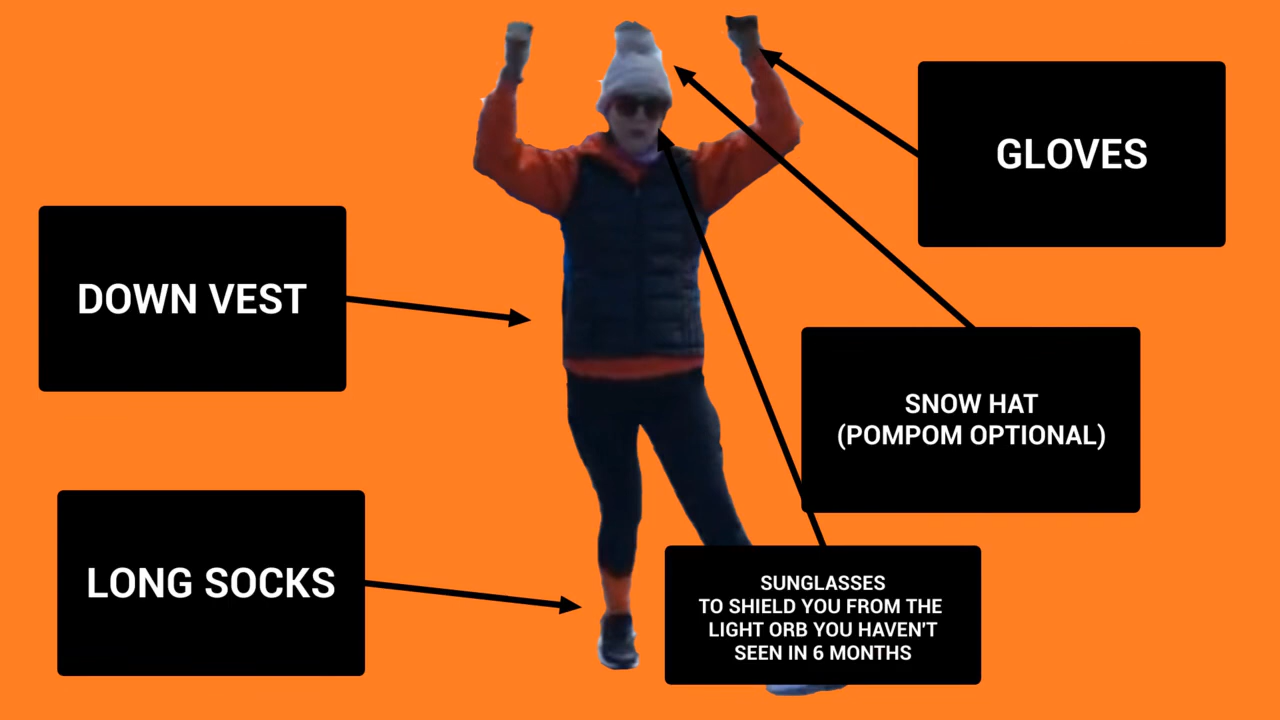 GLOVES
DOWN VEST
SNOW HAT
(POMPOM OPTIONAL)
LONG SOCKS
SUNGLASSES
TO SHIELD YOU FROM THE
LIGHT ORB YOU HAVEN'T
SEEN IN 6 MONTHS